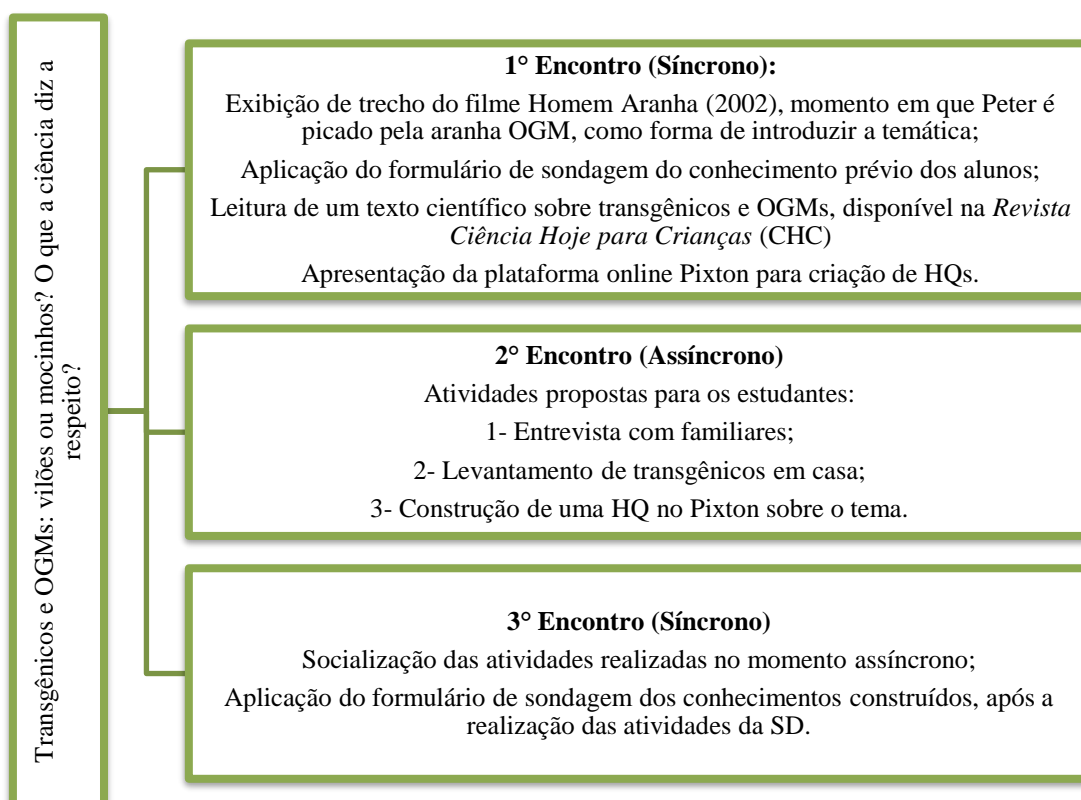 Transgênicos e OGMs: vilões ou mocinhos? O que a ciência diz a
respeito?
1° Encontro (Síncrono):
Exibição de trecho do filme Homem Aranha (2002), momento em que Peter é
picado pela aranha OGM, como forma de introduzir a temática;
Aplicação do formulário de sondagem do conhecimento prévio dos alunos;
Leitura de um texto científico sobre transgênicos e OGMs, disponível na Revista
Ciência Hoje para Crianças (CHC)
Apresentação da plataforma online Pixton para criação de HQs.
2° Encontro (Assíncrono)
Atividades propostas para os estudantes:
1- Entrevista com familiares;
2- Levantamento de transgênicos em casa;
3- Construção de uma HQ no Pixton sobre o tema.
3° Encontro (Síncrono)
Socialização das atividades realizadas no momento assíncrono;
Aplicação do formulário de sondagem dos conhecimentos construídos, após a
realização das atividades da SD.